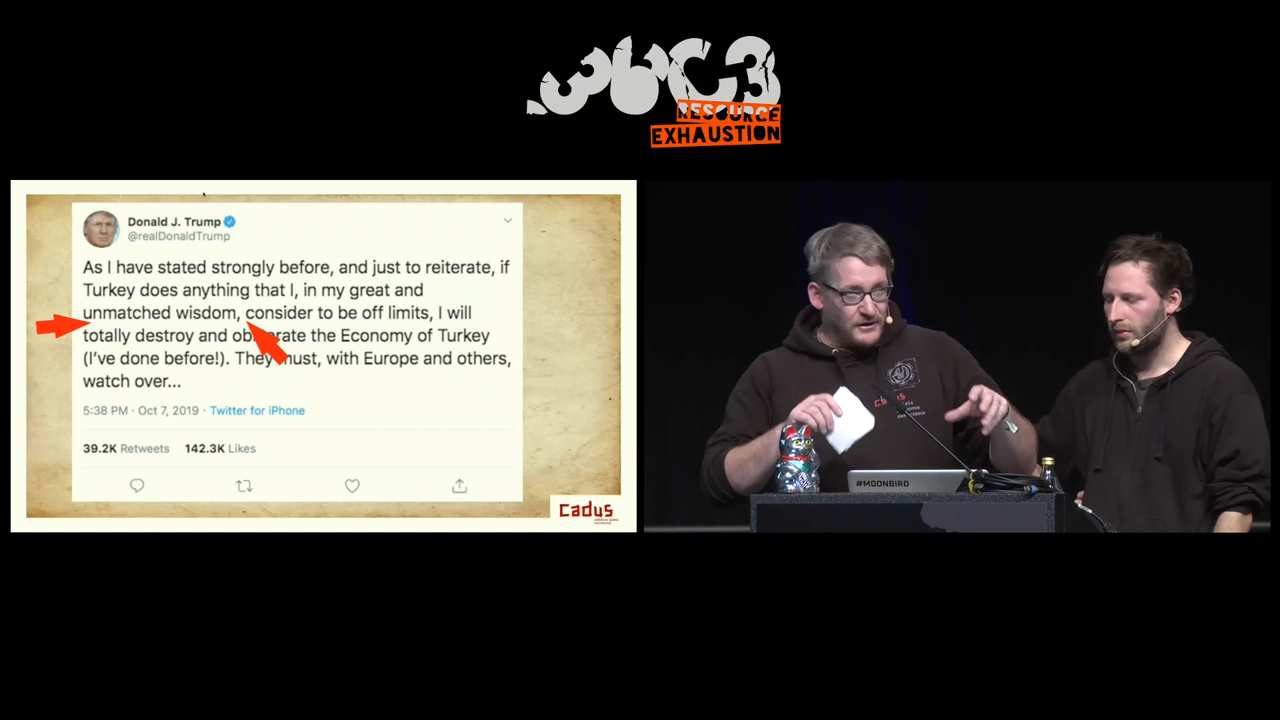 36C3
RESOURCE
EXHAUSTION
Donald J. Trump
@realDonaldTrump
As I have stated strongly before, and just to reiterate, if
Turkey does anything that I, in my great and
unmatched wisdom, consider to be off limits, I will
totally destroy and ob rate the Economy of Turkey
(I've done before!). They must, with Europe and others,
watch over...
5:38 PM · Oct 7, 2019 · Twitter for iPhone
39.2K Retweets 142.3K Likes
cadus
#MOONBIRD